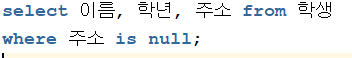 select 이름, 학년, 주소 from 학생
where 주소 is null;